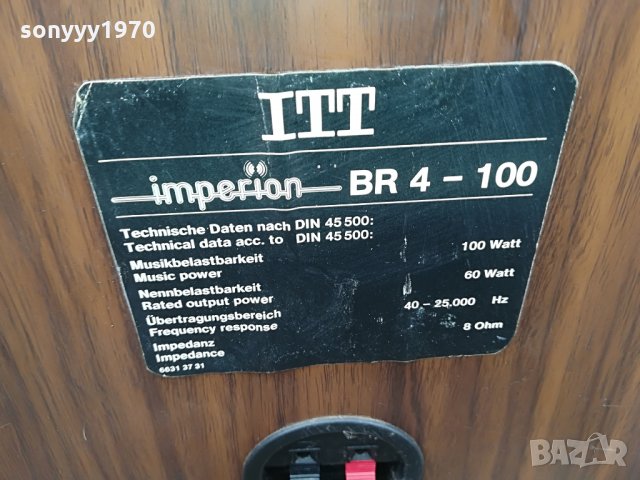 sonyyy1970
ITT
imperion BR 4 – 100
Technische Daten nach DIN 45 500:
Technical data acc. to DIN 45 500:
Musikbelastbarkeit
Music power 100 Watt
Nennbelastbarkeit
Rated output power 60 Watt
Übertragungsbereich
Frequency response 40 – 25.000 Hz
Impedanz
Impedance 8 Ohm
6631 37 31
BAZAR